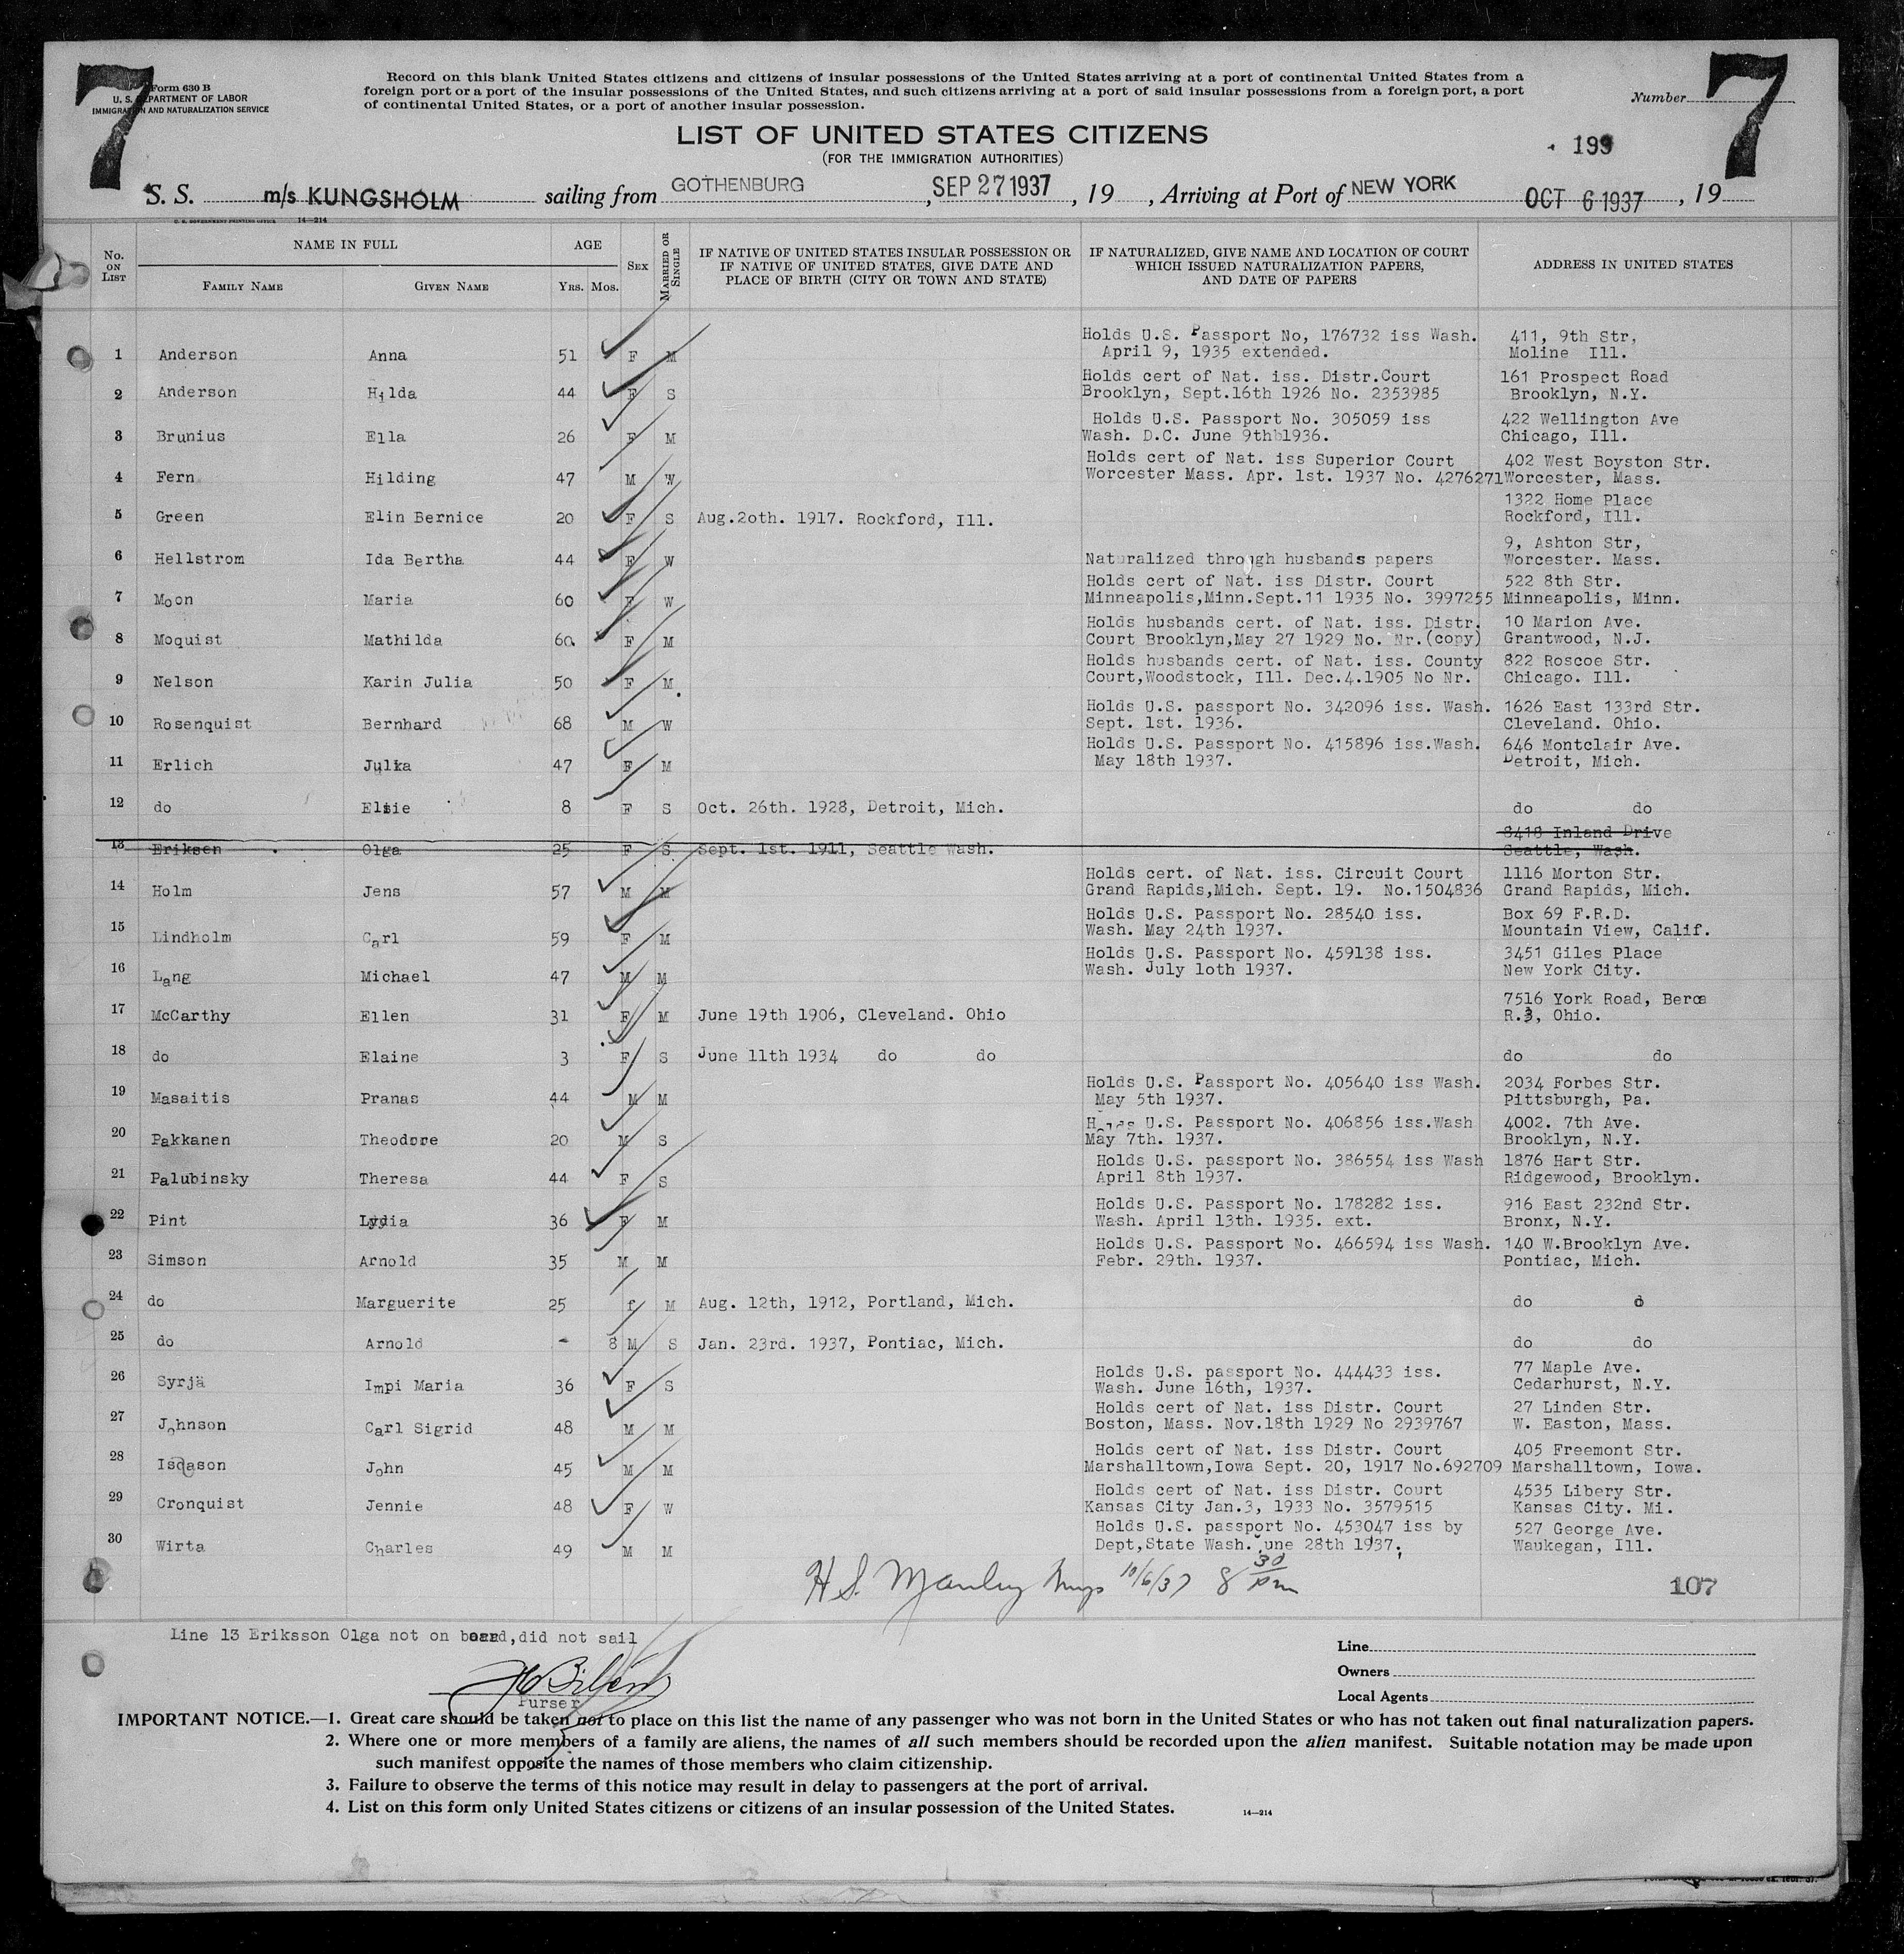 7
7
Form 630 B
U. S. DEPARTMENT OF LABOR
IMMIGRATION AND NATURALIZATION SERVICE
Record on this blank United States citizens and citizens of insular possessions of the United States arriving at a port of continental United States from a
foreign port or a port of the insular possessions of the United States, and such citizens arriving at a port of said insular possessions from a foreign port, a port
of continental United States, or a port of another insular possession.
Number
LIST OF UNITED STATES CITIZENS
(FOR THE IMMIGRATION AUTHORITIES)
199
S. S. m/s KUNGSHOLM sailing from GOTHENBURG, SEP 27 1937, 19 , Arriving at Port of NEW YORK OCT 6 1937, 19
U. S. GOVERNMENT PRINTING OFFICE 14—214
No. ON LIST NAME IN FULL AGE SEX MARRIED OR SINGLE IF NATIVE OF UNITED STATES INSULAR POSSESSION OR IF NATIVE OF UNITED STATES, GIVE DATE AND PLACE OF BIRTH (CITY OR TOWN AND STATE) IF NATURALIZED, GIVE NAME AND LOCATION OF COURT WHICH ISSUED NATURALIZATION PAPERS, AND DATE OF PAPERS ADDRESS IN UNITED STATES
FAMILY NAME GIVEN NAME YRS. MOS.
Holds U.S. Passport No, 176732 iss Wash. 411, 9th Str,
1 Anderson Anna 51 F M April 9, 1935 extended. Moline Ill.
Holds cert of Nat. iss. Distr.Court 161 Prospect Road
2 Anderson Hilda 44 F S Brooklyn, Sept.16th 1926 No. 2353985 Brooklyn, N.Y.
Holds U.S. Passport No. 305059 iss 422 Wellington Ave
3 Brunius Ella 26 F M Wash. D.C. June 9thb1936. Chicago, Ill.
Holds cert of Nat. iss Superior Court 402 West Boyston Str.
4 Fern Hilding 47 M W Worcester Mass. Apr. 1st. 1937 No. 4276271 Worcester, Mass.
1322 Home Place
5 Green Elin Bernice 20 F S Aug.2oth. 1917. Rockford, Ill. Rockford, Ill.
9, Ashton Str,
6 Hellstrom Ida Bertha 44 F W Naturalized through husbands papers Worcester. Mass.
Holds cert of Nat. iss Distr. Court 522 8th Str.
7 Moon Maria 60 F W Minneapolis,Minn.Sept.11 1935 No. 3997255 Minneapolis, Minn.
Holds husbands cert. of Nat. iss. Distr. 10 Marion Ave.
8 Moquist Mathilda 60 F M Court Brooklyn,May 27 1929 No. Nr.(copy) Grantwood, N.J.
Holds husbands cert. of Nat. iss. County 822 Roscoe Str.
9 Nelson Karin Julia 50 F M Court,Woodstock, Ill. Dec.4.1905 No Nr. Chicago. Ill.
Holds U.S. passport No. 342096 iss. Wash. 1626 East 133rd Str.
10 Rosenquist Bernhard 68 M W Sept. 1st. 1936. Cleveland. Ohio.
Holds U.S. Passport No. 415896 iss.Wash. 646 Montclair Ave.
11 Erlich Julka 47 F M May 18th 1937. Detroit, Mich.
12 do Elsie 8 F S Oct. 26th. 1928, Detroit, Mich. do do
8418 Inland Drive
13 Eriksen Olga 25 F S Sept. 1st. 1911, Seattle Wash. Seattle, Wash.
Holds cert. of Nat. iss. Circuit Court 1116 Morton Str.
14 Holm Jens 57 M M Grand Rapids,Mich. Sept. 19. No.1504836 Grand Rapids, Mich.
Holds U.S. Passport No. 28540 iss. Box 69 F.R.D.
15 Lindholm Carl 59 F M Wash. May 24th 1937. Mountain View, Calif.
Holds U.S. Passport No. 459138 iss. 3451 Giles Place
16 Lang Michael 47 M M Wash. July 1oth 1937. New York City.
7516 York Road, Berea
17 McCarthy Ellen 31 F M June 19th 1906, Cleveland. Ohio R.3, Ohio.
18 do Elaine 3 F S June 11th 1934 do do do do
Holds U.S. Passport No. 405640 iss Wash. 2034 Forbes Str.
19 Masaitis Pranas 44 M M May 5th 1937. Pittsburgh, Pa.
Holds U.S. Passport No. 406856 iss.Wash 4002. 7th Ave.
20 Pakkanen Theodore 20 M S May 7th. 1937. Brooklyn, N.Y.
Holds U.S. passport No. 386554 iss Wash 1876 Hart Str.
21 Palubinsky Theresa 44 F S April 8th 1937. Ridgewood, Brooklyn.
Holds U.S. Passport No. 178282 iss. 916 East 232nd Str.
22 Pint Lydia 36 F M Wash. April 13th. 1935. ext. Bronx, N.Y.
Holds U.S. Passport No. 466594 iss Wash. 140 W.Brooklyn Ave.
23 Simson Arnold 35 M M Febr. 29th. 1937. Pontiac, Mich.
24 do Marguerite 25 f M Aug. 12th, 1912, Portland, Mich. do o
25 do Arnold - 8 M S Jan. 23rd. 1937, Pontiac, Mich. do do
Holds U.S. passport No. 444433 iss. 77 Maple Ave.
26 Syrjä Impi Maria 36 F S Wash. June 16th, 1937. Cedarhurst, N.Y.
Holds cert of Nat. iss Distr. Court 27 Linden Str.
27 Johnson Carl Sigrid 48 M M Boston, Mass. Nov.18th 1929 No 2939767 W. Easton, Mass.
Holds cert of Nat. iss Distr. Court 405 Freemont Str.
28 Isaason John 45 M M Marshalltown,Iowa Sept. 20, 1917 No.692709 Marshalltown, Iowa.
Holds cert of Nat. iss Distr. Court 4535 Libery Str.
29 Cronquist Jennie 48 F W Kansas City Jan.3, 1933 No. 3579515 Kansas City. Mi.
Holds U.S. passport No. 453047 iss by 527 George Ave.
30 Wirta Charles 49 M M Dept,State Wash. June 28th 1937. Waukegan, Ill.
H S. Manley Insp 10/6/37 8 30 pm
107
Line 13 Eriksson Olga not on board,did not sail
Purser
Line
Owners
Local Agents
IMPORTANT NOTICE.—1. Great care should be taken not to place on this list the name of any passenger who was not born in the United States or who has not taken out final naturalization papers.
2. Where one or more members of a family are aliens, the names of all such members should be recorded upon the alien manifest. Suitable notation may be made upon
such manifest opposite the names of those members who claim citizenship.
3. Failure to observe the terms of this notice may result in delay to passengers at the port of arrival.
4. List on this form only United States citizens or citizens of an insular possession of the United States. 14—214